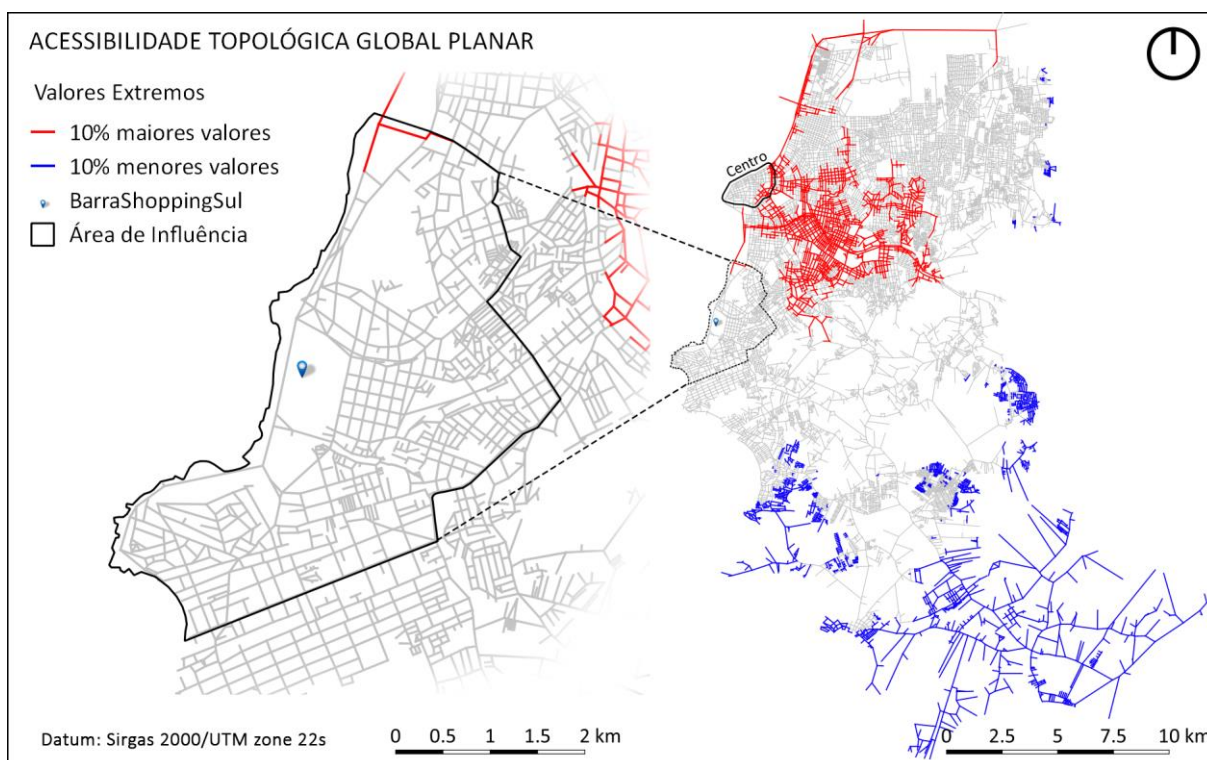 ACESSIBILIDADE TOPOLÓGICA GLOBAL PLANAR
Valores Extremos
10% maiores valores
10% menores valores
BarraShoppingSul
Área de Influência
Centro
Datum: Sirgas 2000/UTM zone 22s
0 0.5 1 1.5 2 km
0 2.5 5 7.5 10 km